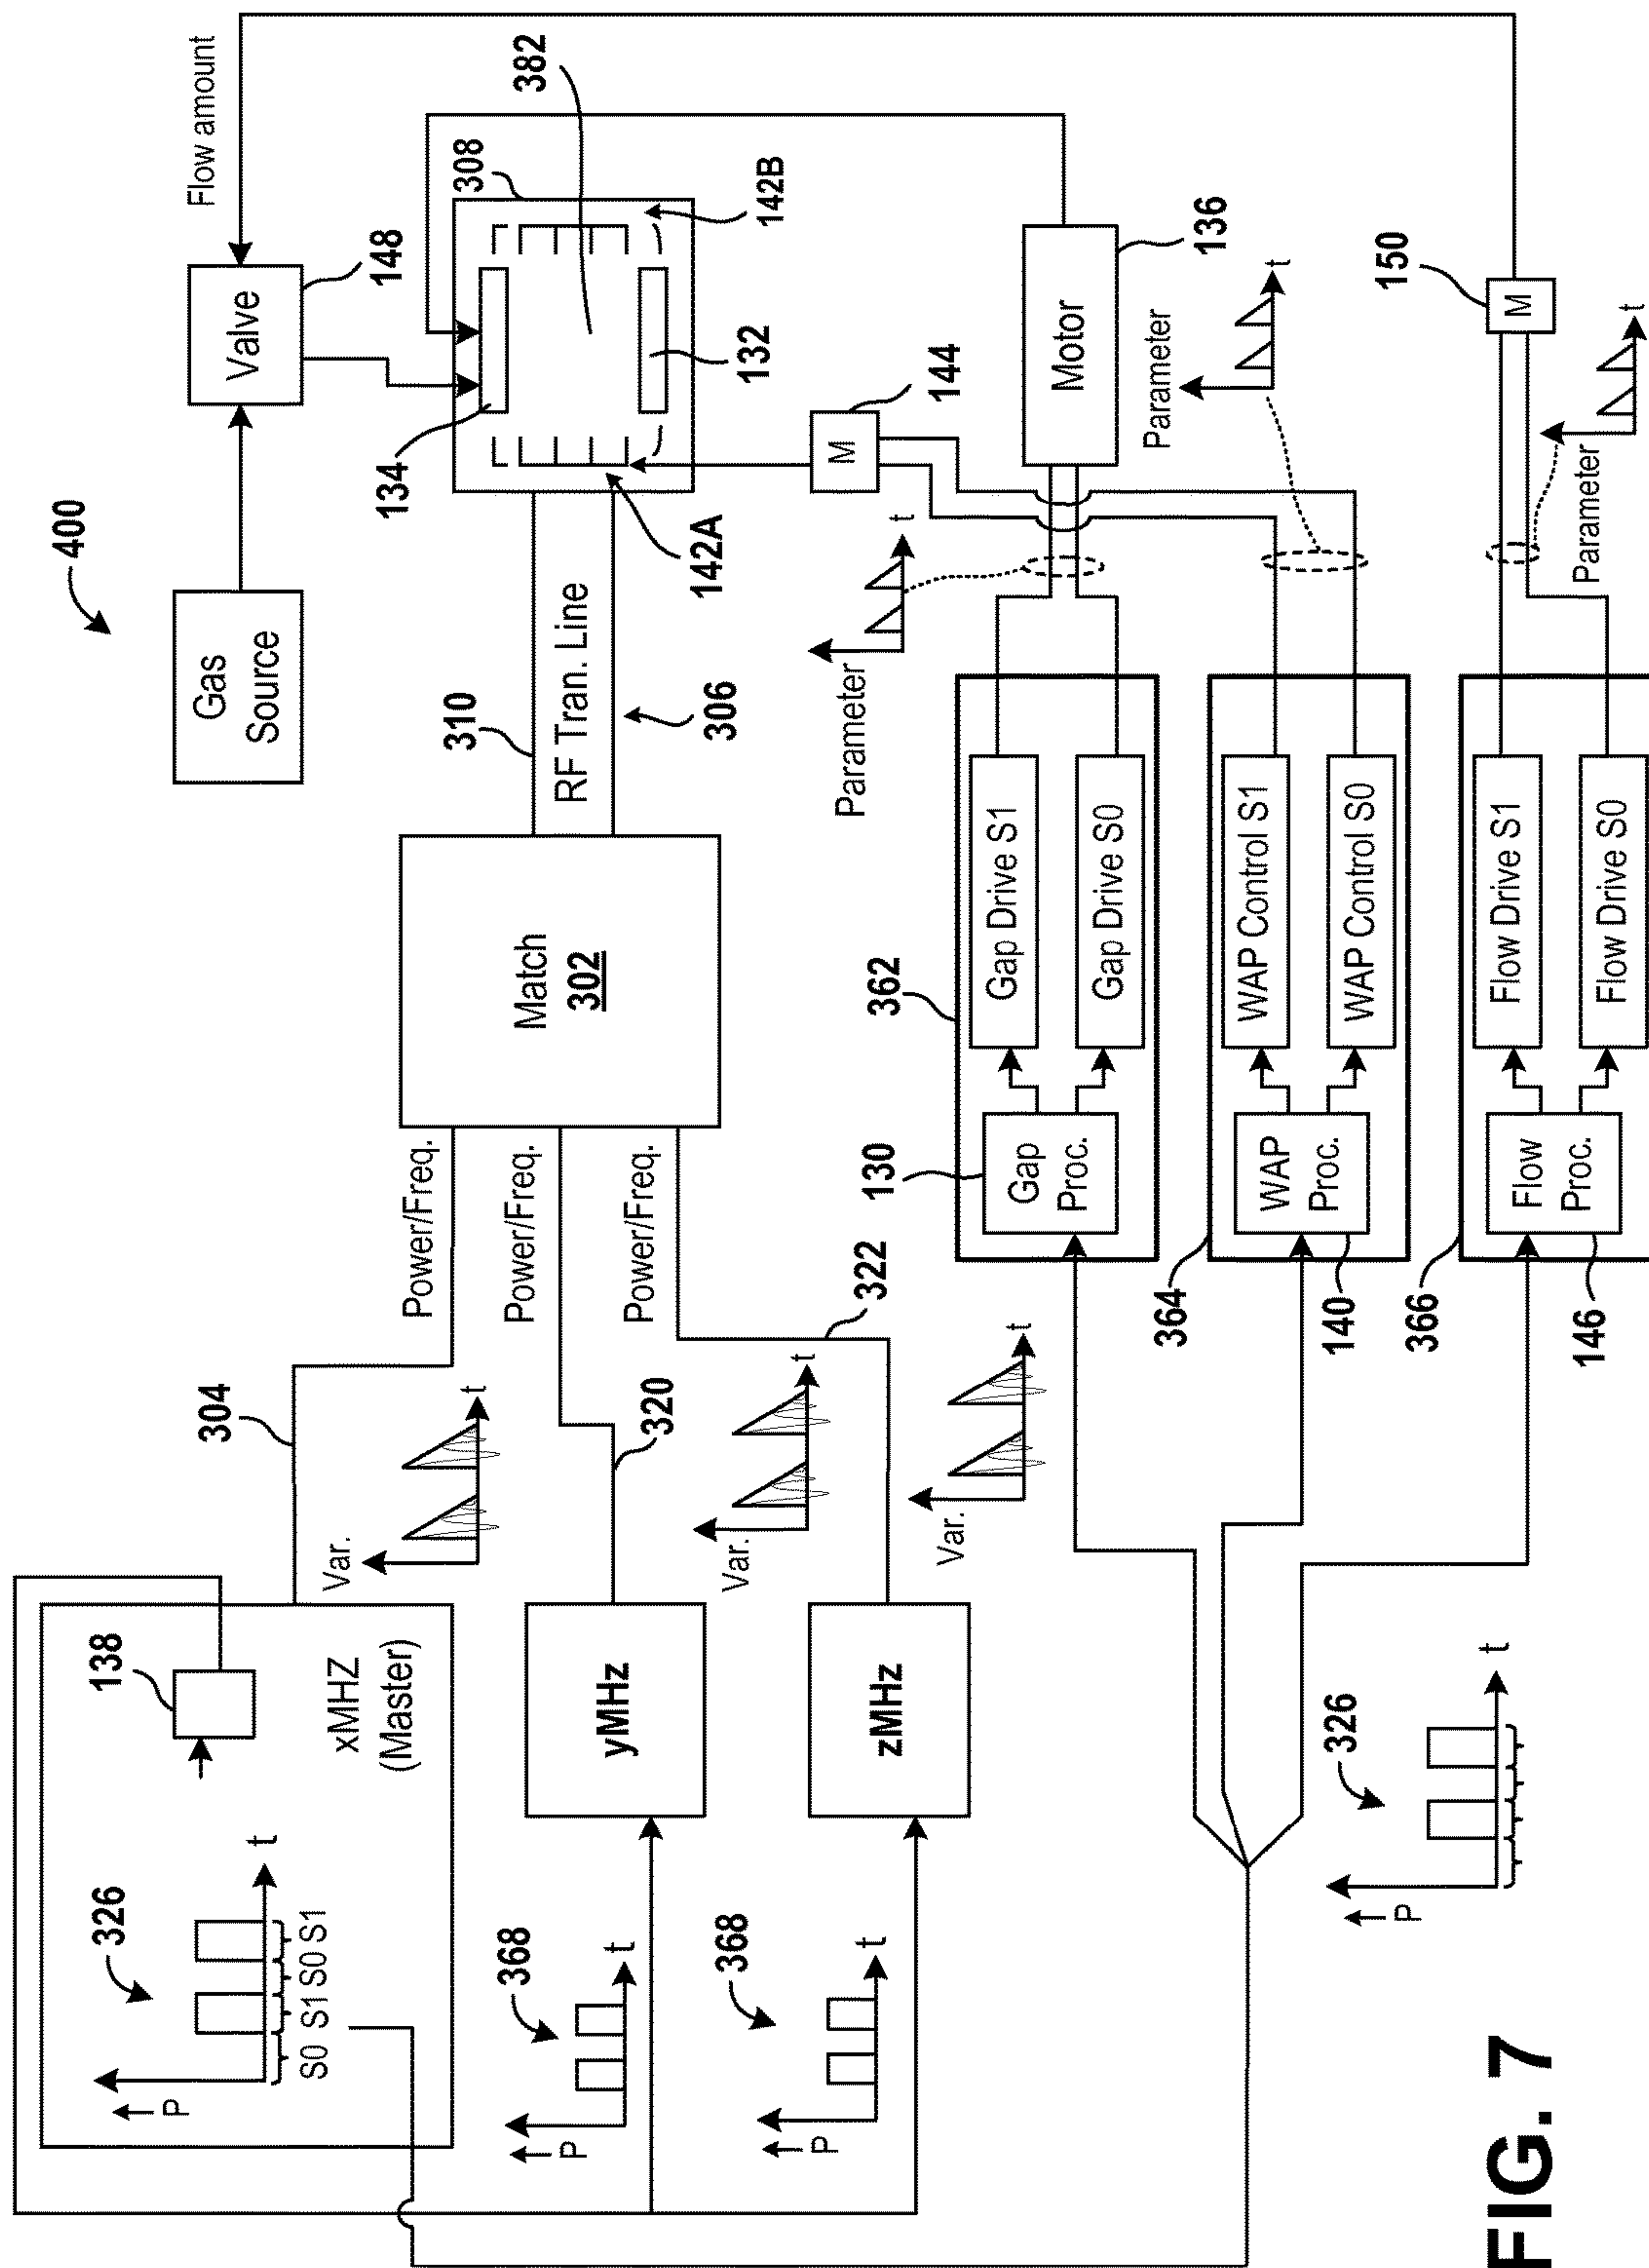 400
Gas
Source
Valve
148
Flow amount
304
Power/Freq.
310
RF Tran. Line
306
134
142A
308
382
142B
132
138
xMHZ
(Master)
326
P
t
S0 S1 S0 S1
Var.
t
Match
302
Power/Freq.
320
yMHz
368
P
t
Var.
t
Power/Freq.
322
zMHz
368
P
t
Var.
t
M
144
Motor
136
Parameter
t
362
130
Gap
Proc.
Gap Drive S1
Gap Drive S0
Parameter
t
364
140
WAP
Proc.
WAP Control S1
WAP Control S0
366
146
Flow
Proc.
Flow Drive S1
Flow Drive S0
M
150
Parameter
t
326
P
t
FIG. 7